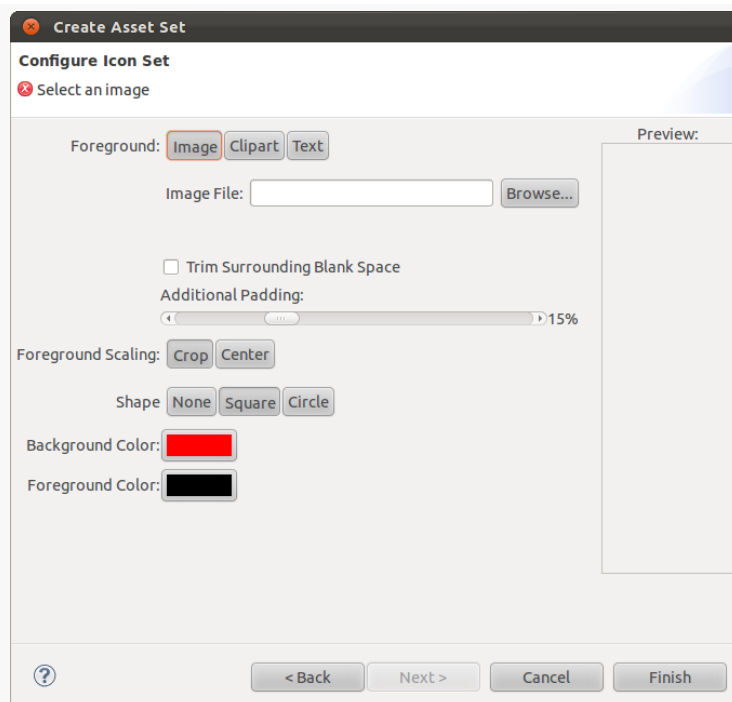 Create Asset Set
Configure Icon Set
Select an image
Preview:
Foreground: Image Clipart Text
Image File: Browse...
Trim Surrounding Blank Space
Additional Padding:
15%
Foreground Scaling: Crop Center
Shape None Square Circle
Background Color:
Foreground Color:
? < Back Next > Cancel Finish